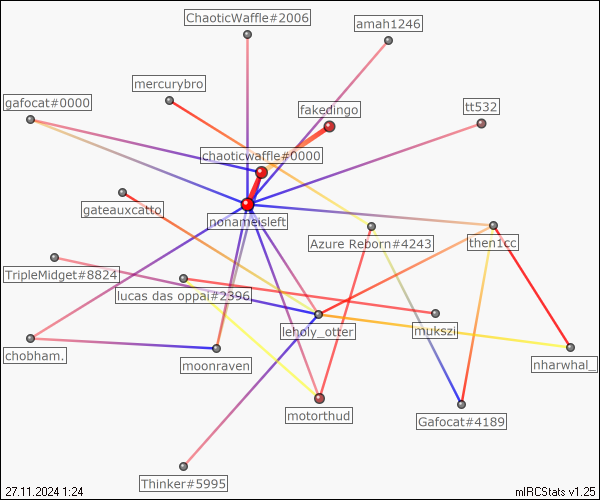 ChaoticWaffle#2006
amah1246
mercurybro
gafocat#0000
fakedingo
tt532
chaoticwaffle#0000
gateauxcatto
nonameisleft
Azure Reborn#4243
then1cc
TripleMidget#8824
lucas das oppai#2396
leholy_otter
mukszi
chobham.
moonraven
nharwhal_
motorthud
Gafocat#4189
Thinker#5995
27.11.2024 1:24
mIRCStats v1.25